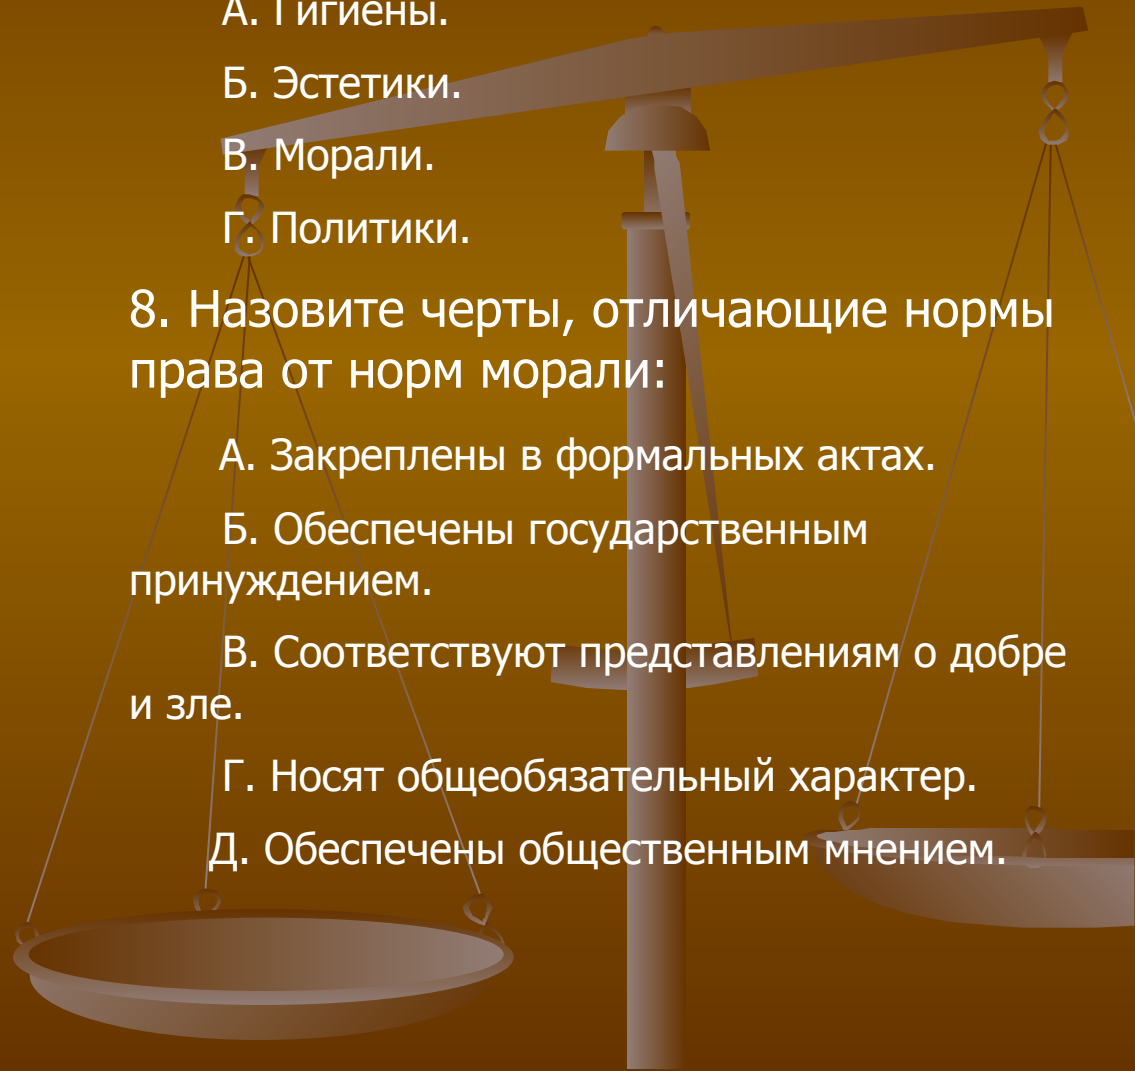 А. Гигиены.
Б. Эстетики.
В. Морали.
Г. Политики.
8. Назовите черты, отличающие нормы
права от норм морали:
А. Закреплены в формальных актах.
Б. Обеспечены государственным
принуждением.
В. Соответствуют представлениям о добре
и зле.
Г. Носят общеобязательный характер.
Д. Обеспечены общественным мнением.